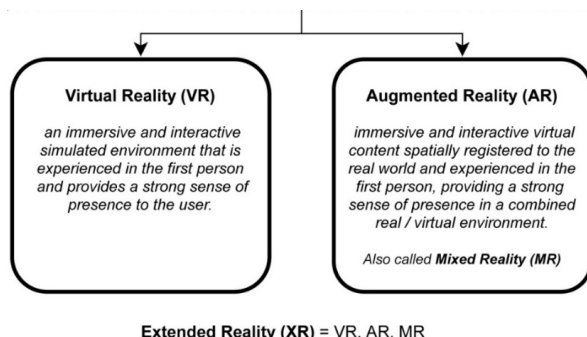 Virtual Reality (VR)
an immersive and interactive
simulated environment that is
experienced in the first person
and provides a strong sense of
presence to the user.
Augmented Reality (AR)
immersive and interactive virtual
content spatially registered to the
real world and experienced in the
first person, providing a strong
sense of presence in a combined
real / virtual environment.
Also called Mixed Reality (MR)
Extended Reality (XR) = VR, AR, MR